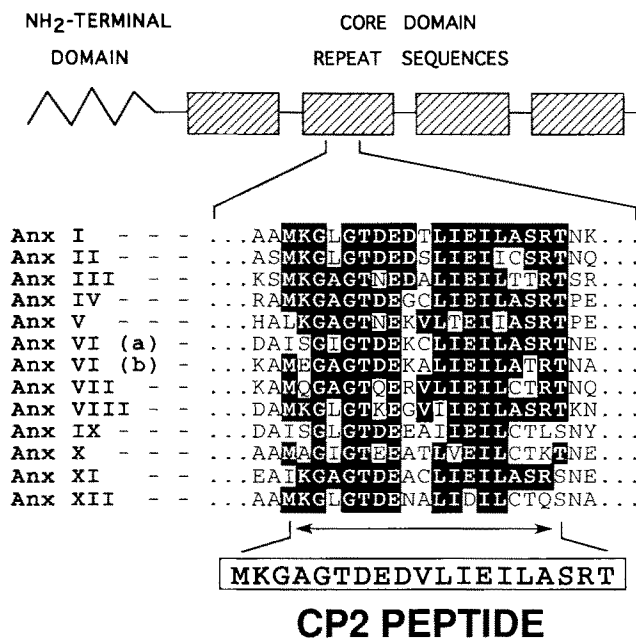 NH₂-TERMINAL DOMAIN
CORE DOMAIN REPEAT SEQUENCES
Anx I - - - ...AAMKGLGTDEDTLIEILASRTNK...
Anx II - - - ...ASMKGLGTDEDSLIEIICSRTNQ...
Anx III - - - ...KSMKGAGTNEDALIEILTTRTSR...
Anx IV - - - ...RAMKGAGTDEGCLIEILASRTPE...
Anx V - - - ...HALKGAGTNEKVLTEIIASRTPE...
Anx VI (a) - - ...DAISGIGTDEKCLIEILASRTNE...
Anx VI (b) - - ...KAMEGAGTDEKALIEILATRTNA...
Anx VII - - ...KAMQGAGTQERVLIEILCTRTNQ...
Anx VIII - - ...DAMKGLGTKEGVIIEILASRTKN...
Anx IX - - ...DAISGLGTDEEAIIEILCTLSNY...
Anx X - - - ...AAMAGIGTEEATLVEILCTKTNE...
Anx XI - - ...EAIKGAGTDEACLIEILASRSNE...
Anx XII - - ...AAMKGLGTDENALIDILCTQSNA...
MKGAGTDEDVLIEILASRT
CP2 PEPTIDE